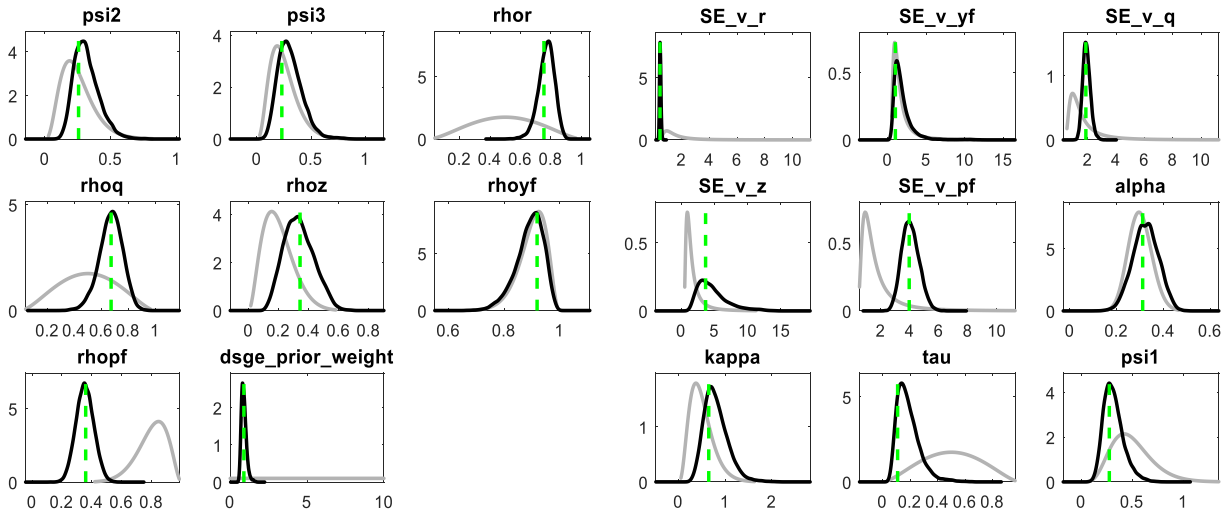 psi2 psi3 rhor SE_v_r SE_v_yf SE_v_q
4 2 0 0 0.5 1
4 2 0 0 0.5 1
5 0 0.2 0.4 0.6 0.8 1
5 0 2 4 6 8 10
0.5 0 0 5 10 15
1 0 2 4 6 8 10
rhoq rhoz rhoyf SE_v_z SE_v_pf alpha
5 0 0.2 0.4 0.6 0.8 1
4 2 0 0 0.2 0.4 0.6 0.8
5 0 0.6 0.8 1
0.5 0 0 5 10 15
0.5 0 2 4 6 8 10
5 0 0 0.2 0.4 0.6
rhopf dsge_prior_weight kappa tau psi1
5 0 0 0.2 0.4 0.6 0.8
2 1 0 0 5 10
1 0 0 1 2
5 0 0 0.2 0.4 0.6 0.8
4 2 0 0 0.5 1